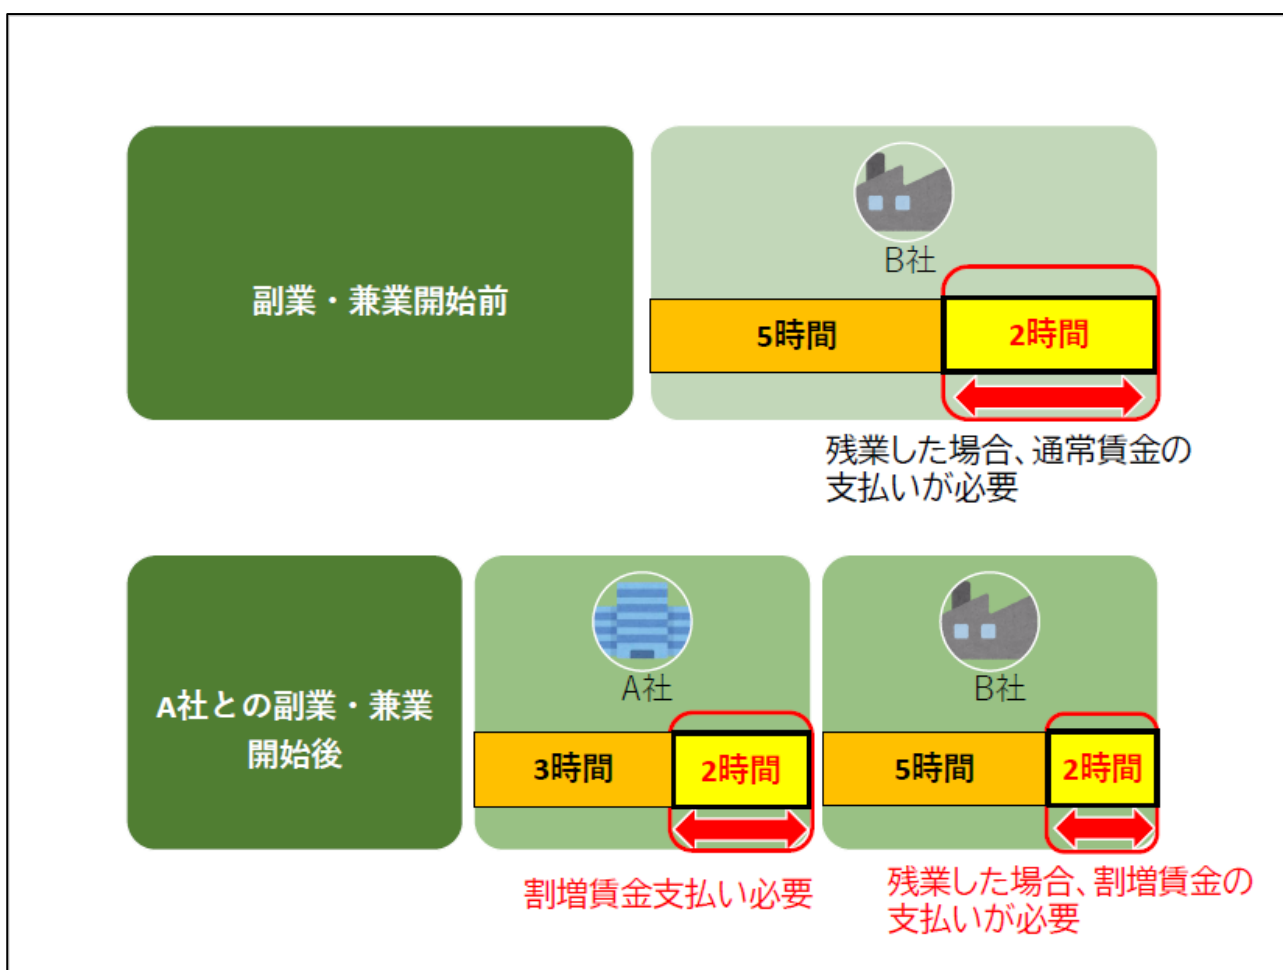 B社
副業・兼業開始前
5時間
2時間
残業した場合、通常賃金の
支払いが必要
A社
B社
A社との副業・兼業
開始後
3時間
2時間
5時間
2時間
割増賃金支払い必要
残業した場合、割増賃金の
支払いが必要